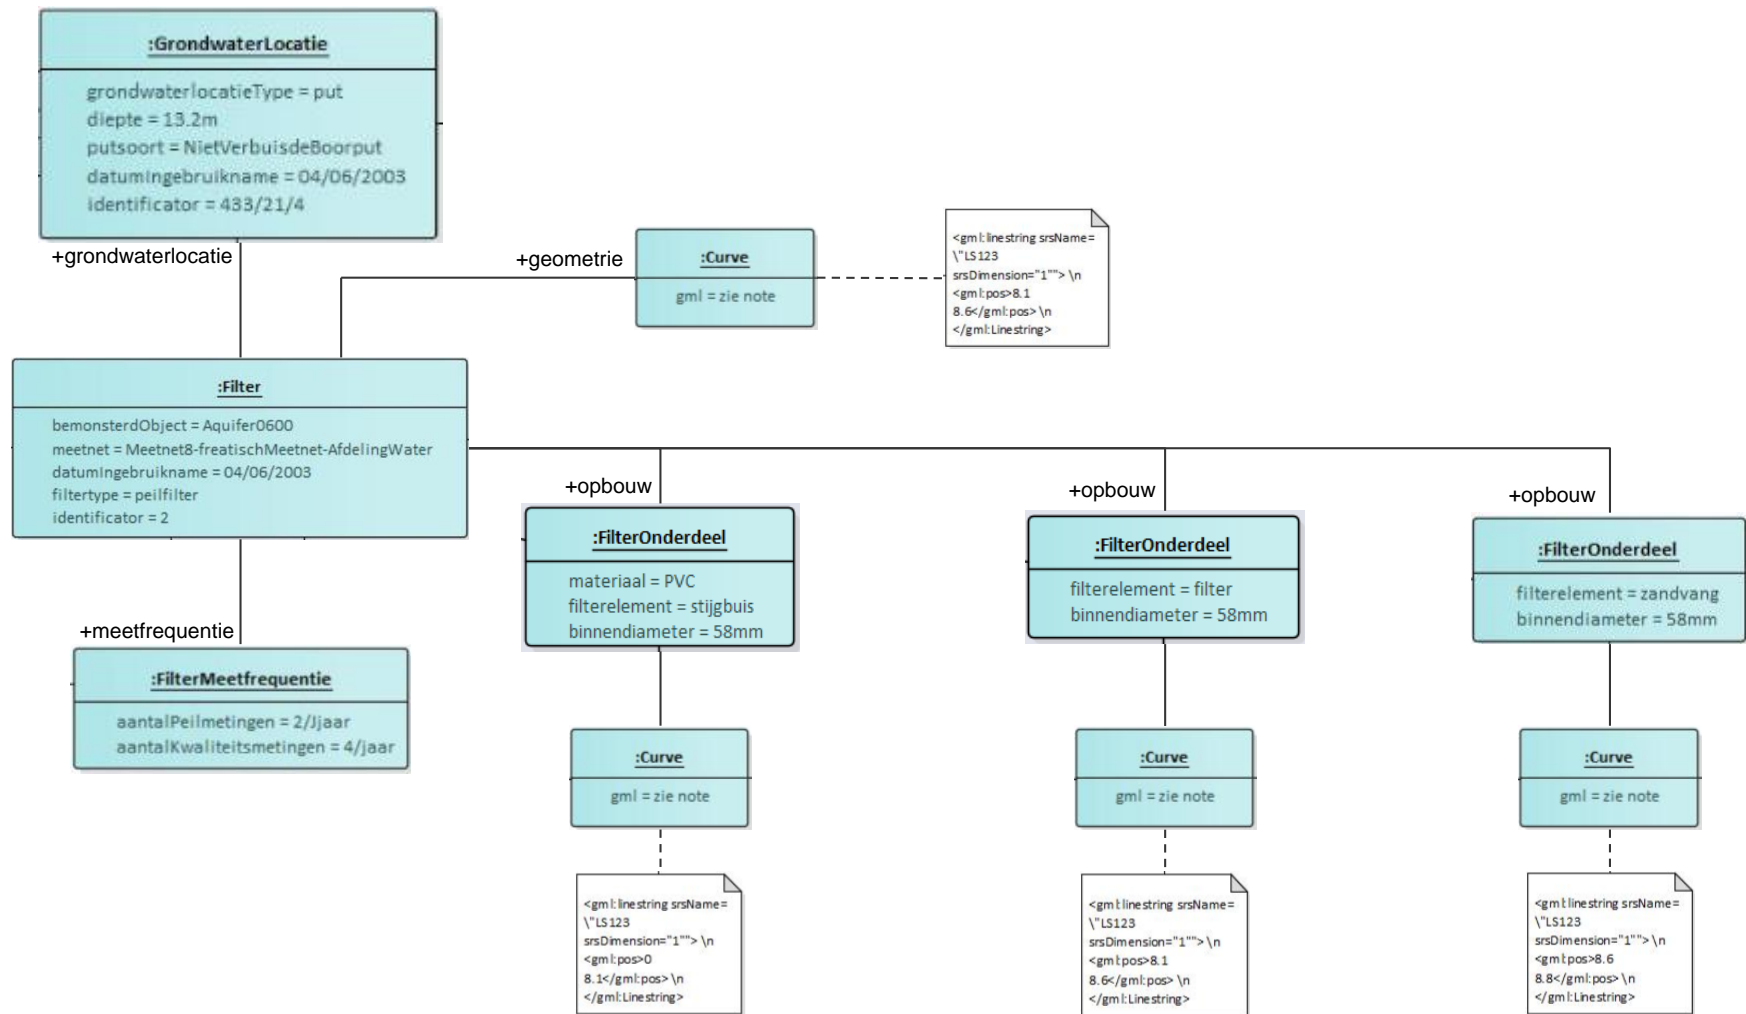 :GrondwaterLocatie
grondwaterlocatieType = put
diepte = 13.2m
putsoort = NietVerbuisdeBoorput
datumIngebruikname = 04/06/2003
identificator = 433/21/4
+grondwaterlocatie
+geometrie
:Curve
gml = zie note
<gml:linestring srsName=
\"LS123
srsDimension="1""> \n
<gml:pos>8.1
8.6</gml:pos> \n
</gml:Linestring>
:Filter
bemonsterdObject = Aquifer0600
meetnet = Meetnet8-freatischMeetnet-AfdelingWater
datumIngebruikname = 04/06/2003
filtertype = peilfilter
identificator = 2
+meetfrequentie
:FilterMeetfrequentie
aantalPeilmetingen = 2/Jjaar
aantalKwaliteitsmetingen = 4/jaar
+opbouw
:FilterOnderdeel
materiaal = PVC
filterelement = stijgbuis
binnendiameter = 58mm
:Curve
gml = zie note
<gml:linestring srsName=
\"LS123
srsDimension="1""> \n
<gml:pos>0
8.1</gml:pos> \n
</gml:Linestring>
+opbouw
:FilterOnderdeel
filterelement = filter
binnendiameter = 58mm
:Curve
gml = zie note
<gml:linestring srsName=
\"LS123
srsDimension="1""> \n
<gml:pos>8.1
8.6</gml:pos> \n
</gml:Linestring>
+opbouw
:FilterOnderdeel
filterelement = zandvang
binnendiameter = 58mm
:Curve
gml = zie note
<gml:linestring srsName=
\"LS123
srsDimension="1""> \n
<gml:pos>8.6
8.8</gml:pos> \n
</gml:Linestring>